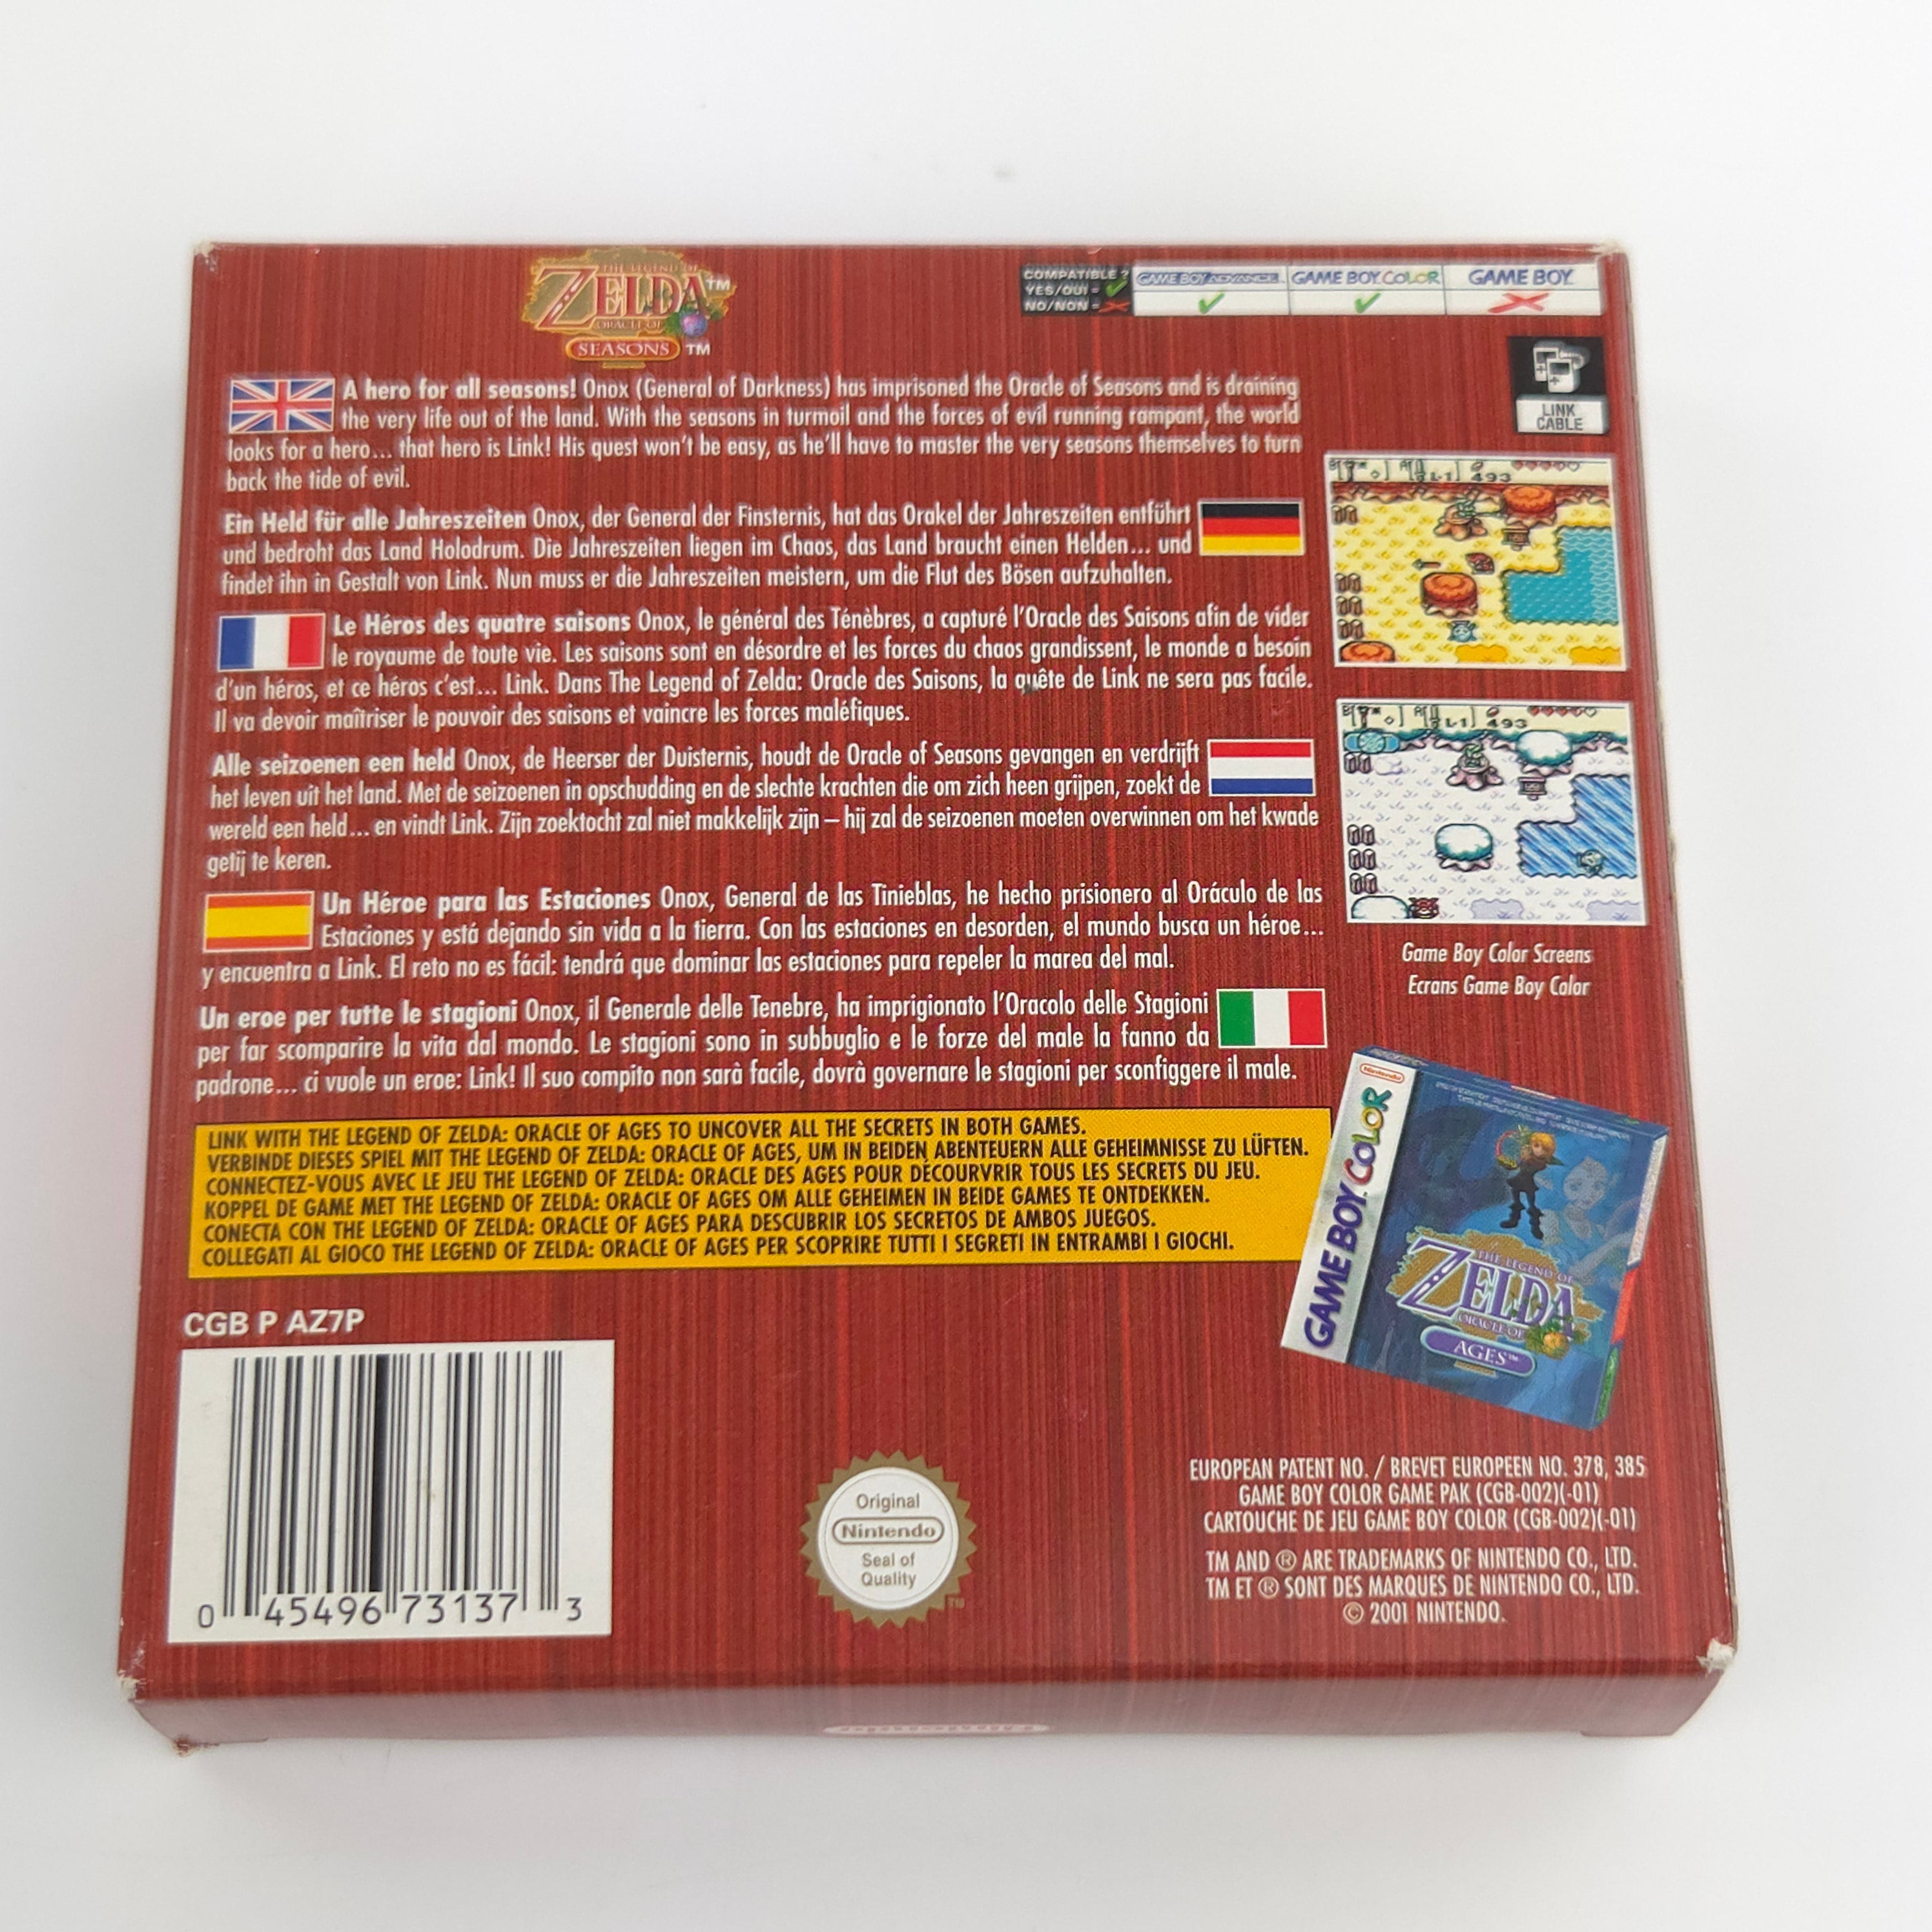 THE LEGEND OF
ZELDA™
ORACLE OF
SEASONS™
COMPATIBLE ?
YES/OUI =
NO/NON =
GAME BOY ADVANCE
GAME BOY COLOR
GAME BOY
LINK
CABLE
A hero for all seasons! Onox (General of Darkness) has imprisoned the Oracle of Seasons and is draining
the very life out of the land. With the seasons in turmoil and the forces of evil running rampant, the world
looks for a hero... that hero is Link! His quest won't be easy, as he'll have to master the very seasons themselves to turn
back the tide of evil.
Ein Held für alle Jahreszeiten Onox, der General der Finsternis, hat das Orakel der Jahreszeiten entführt
und bedroht das Land Holodrum. Die Jahreszeiten liegen im Chaos, das Land braucht einen Helden... und
findet ihn in Gestalt von Link. Nun muss er die Jahreszeiten meistern, um die Flut des Bösen aufzuhalten.
Le Héros des quatre saisons Onox, le général des Ténèbres, a capturé l'Oracle des Saisons afin de vider
le royaume de toute vie. Les saisons sont en désordre et les forces du chaos grandissent, le monde a besoin
d'un héros, et ce héros c'est... Link. Dans The Legend of Zelda: Oracle des Saisons, la quête de Link ne sera pas facile.
Il va devoir maîtriser le pouvoir des saisons et vaincre les forces maléfiques.
Alle seizoenen een held Onox, de Heerser der Duisternis, houdt de Oracle of Seasons gevangen en verdrijft
het leven uit het land. Met de seizoenen in opschudding en de slechte krachten die om zich heen grijpen, zoekt de
wereld een held... en vindt Link. Zijn zoektocht zal niet makkelijk zijn – hij zal de seizoenen moeten overwinnen om het kwade
getij te keren.
Un Héroe para las Estaciones Onox, General de las Tinieblas, he hecho prisionero al Oráculo de las
Estaciones y está dejando sin vida a la tierra. Con las estaciones en desorden, el mundo busca un héroe...
y encuentra a Link. El reto no es fácil: tendrá que dominar las estaciones para repeler la marea del mal.
Un eroe per tutte le stagioni Onox, il Generale delle Tenebre, ha imprigionato l'Oracolo delle Stagioni
per far scomparire la vita dal mondo. Le stagioni sono in subbuglio e le forze del male la fanno da
padrone... ci vuole un eroe: Link! Il suo compito non sarà facile, dovrà governare le stagioni per sconfiggere il male.
B A L-1 493
B A L-1 493
Game Boy Color Screens
Ecrans Game Boy Color
LINK WITH THE LEGEND OF ZELDA: ORACLE OF AGES TO UNCOVER ALL THE SECRETS IN BOTH GAMES.
VERBINDE DIESES SPIEL MIT THE LEGEND OF ZELDA: ORACLE OF AGES, UM IN BEIDEN ABENTEUERN ALLE GEHEIMNISSE ZU LÜFTEN.
CONNECTEZ-VOUS AVEC LE JEU THE LEGEND OF ZELDA: ORACLE DES AGES POUR DÉCOURVRIR TOUS LES SECRETS DU JEU.
KOPPEL DE GAME MET THE LEGEND OF ZELDA: ORACLE OF AGES OM ALLE GEHEIMEN IN BEIDE GAMES TE ONTDEKKEN.
CONECTA CON THE LEGEND OF ZELDA: ORACLE OF AGES PARA DESCUBRIR LOS SECRETOS DE AMBOS JUEGOS.
COLLEGATI AL GIOCO THE LEGEND OF ZELDA: ORACLE OF AGES PER SCOPRIRE TUTTI I SEGRETI IN ENTRAMBI I GIOCHI.
Nintendo
GAME BOY COLOR
THE LEGEND OF
ZELDA
ORACLE OF
AGES™
CGB P AZ7P
0 45496 73137 3
Original
Nintendo
Seal of
Quality
TM
EUROPEAN PATENT NO. / BREVET EUROPEEN NO. 378, 385
GAME BOY COLOR GAME PAK (CGB-002)(-01)
CARTOUCHE DE JEU GAME BOY COLOR (CGB-002)(-01)
TM AND ® ARE TRADEMARKS OF NINTENDO CO., LTD.
TM ET ® SONT DES MARQUES DE NINTENDO CO., LTD.
© 2001 NINTENDO.
Nintendo